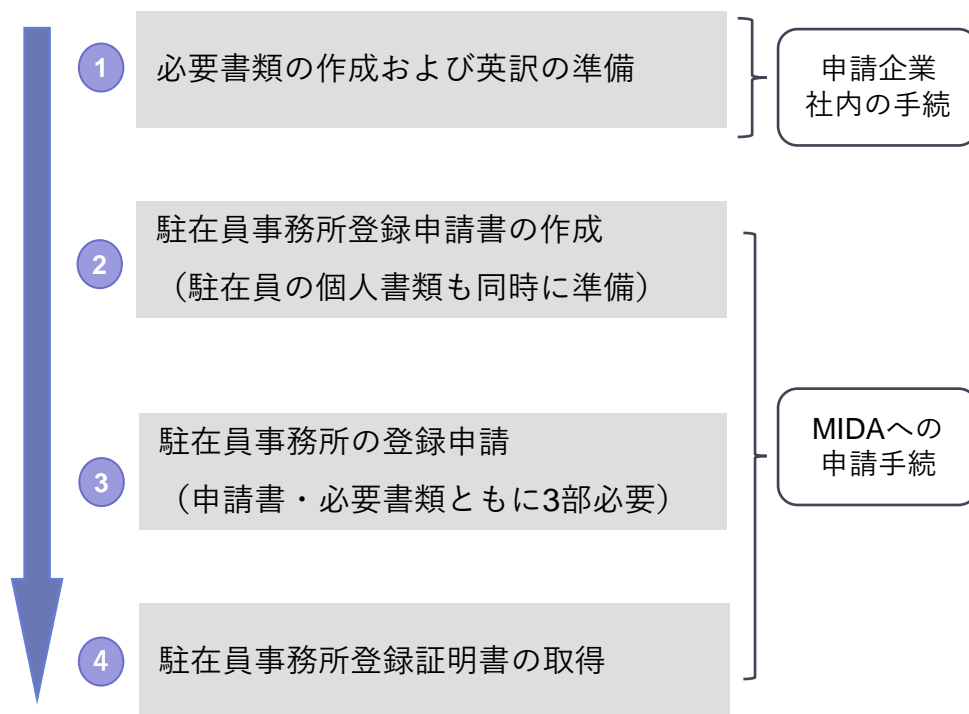 1
必要書類の作成および英訳の準備
申請企業
社内の手続
2
駐在員事務所登録申請書の作成
（駐在員の個人書類も同時に準備）
3
駐在員事務所の登録申請
（申請書・必要書類ともに3部必要）
MIDAへの
申請手続
4
駐在員事務所登録証明書の取得